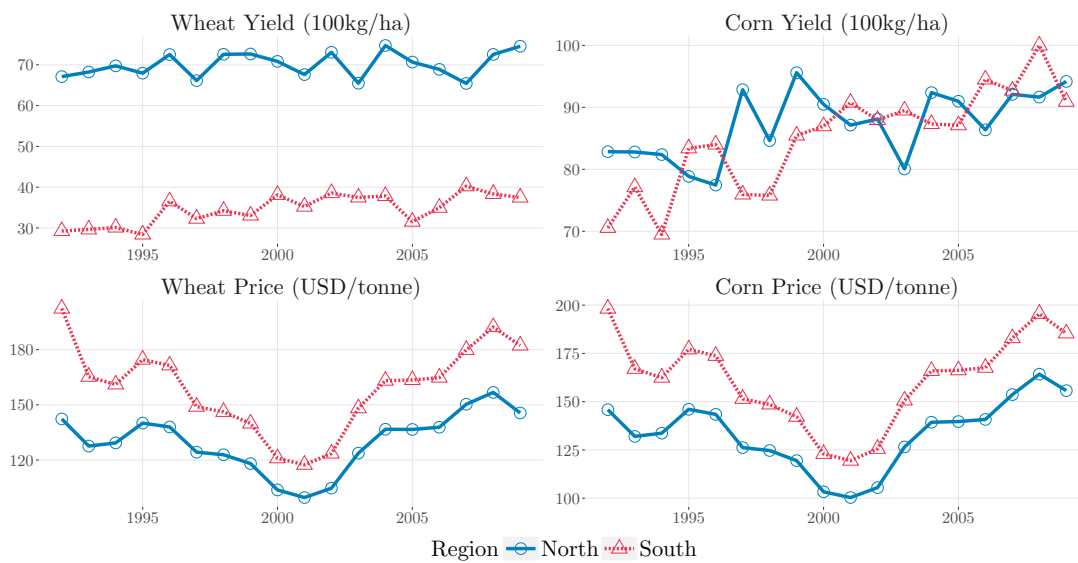 Wheat Yield (100kg/ha)
70
60
50
40
30
1995 2000 2005
Corn Yield (100kg/ha)
100
90
80
70
1995 2000 2005
Wheat Price (USD/tonne)
180
150
120
1995 2000 2005
Corn Price (USD/tonne)
200
175
150
125
100
1995 2000 2005
Region North South